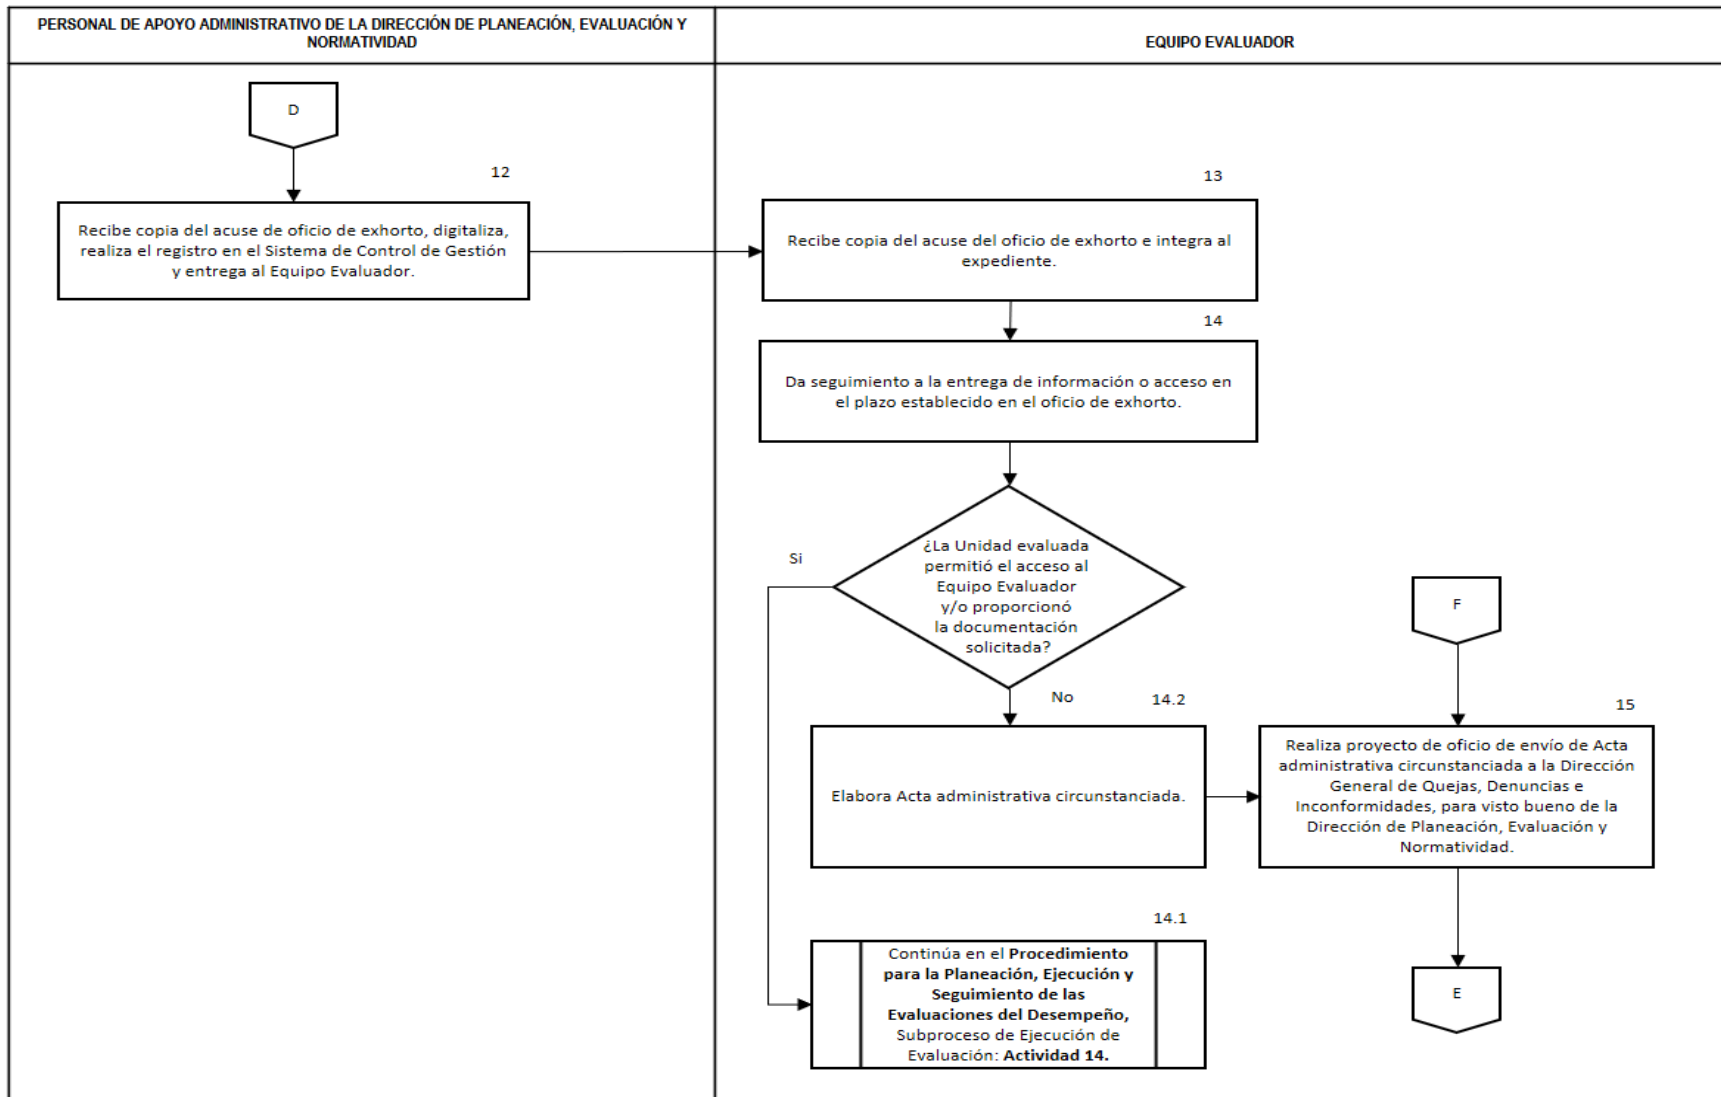 PERSONAL DE APOYO ADMINISTRATIVO DE LA DIRECCIÓN DE PLANEACIÓN, EVALUACIÓN Y
NORMATIVIDAD
EQUIPO EVALUADOR
D
12
Recibe copia del acuse de oficio de exhorto, digitaliza,
realiza el registro en el Sistema de Control de Gestión
y entrega al Equipo Evaluador.
13
Recibe copia del acuse del oficio de exhorto e integra al
expediente.
14
Da seguimiento a la entrega de información o acceso en
el plazo establecido en el oficio de exhorto.
¿La Unidad evaluada
permitió el acceso al
Equipo Evaluador
y/o proporcionó
la documentación
solicitada?
Si
No
14.2
Elabora Acta administrativa circunstanciada.
F
15
Realiza proyecto de oficio de envío de Acta
administrativa circunstanciada a la Dirección
General de Quejas, Denuncias e
Inconformidades, para visto bueno de la
Dirección de Planeación, Evaluación y
Normatividad.
14.1
Continúa en el Procedimiento
para la Planeación, Ejecución y
Seguimiento de las
Evaluaciones del Desempeño,
Subproceso de Ejecución de
Evaluación: Actividad 14.
E